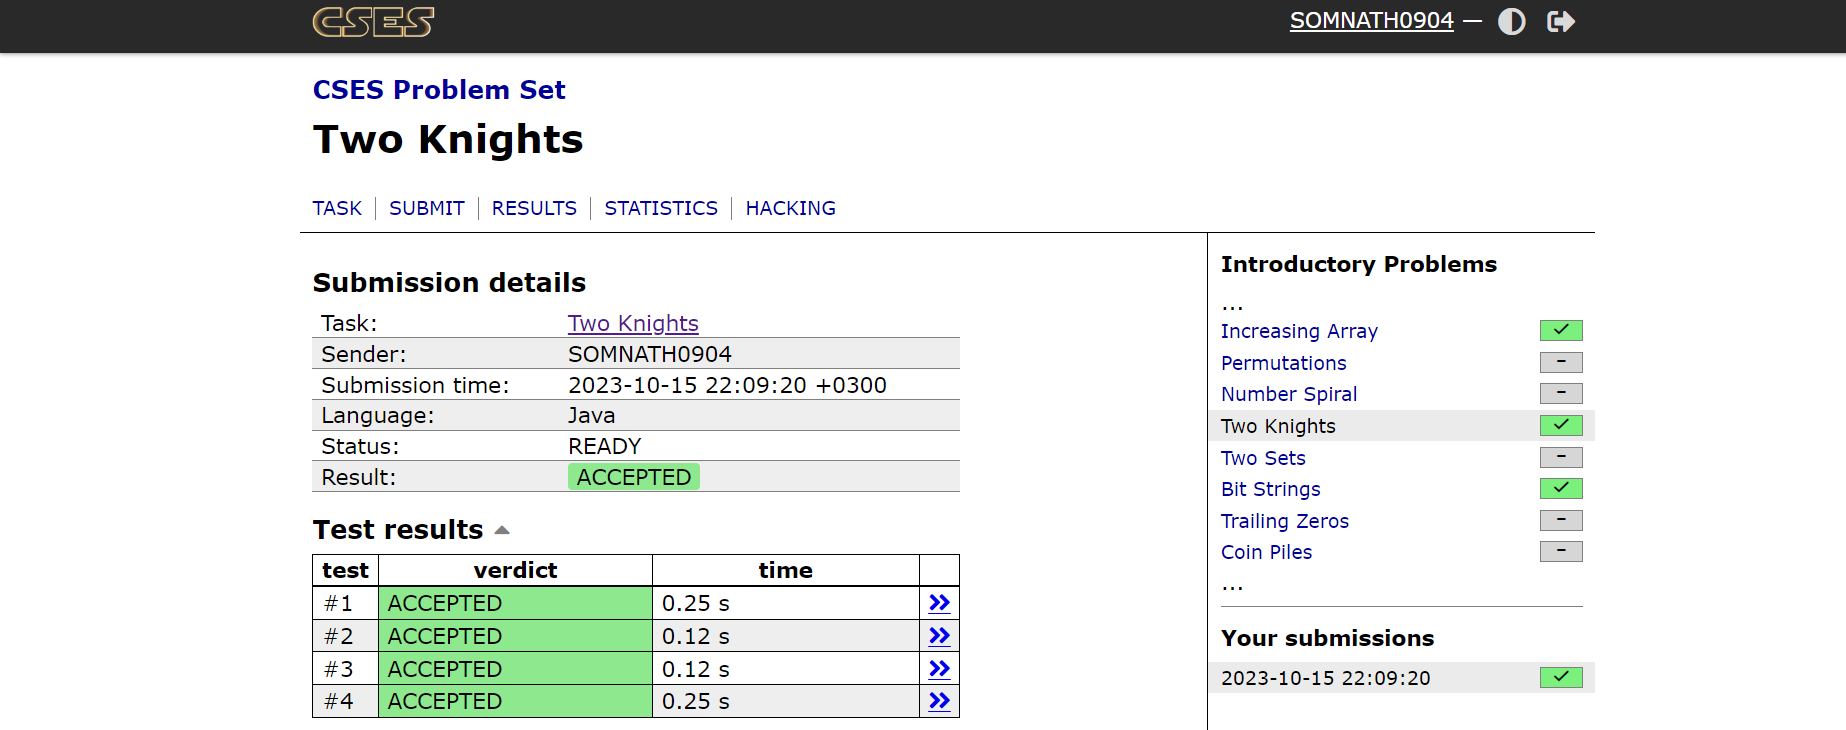 CSES
SOMNATH0904 —
CSES Problem Set
Two Knights
TASK | SUBMIT | RESULTS | STATISTICS | HACKING
Submission details
Task: Two Knights
Sender: SOMNATH0904
Submission time: 2023-10-15 22:09:20 +0300
Language: Java
Status: READY
Result: ACCEPTED
Test results
test verdict time
#1 ACCEPTED 0.25 s
#2 ACCEPTED 0.12 s
#3 ACCEPTED 0.12 s
#4 ACCEPTED 0.25 s
Introductory Problems
...
Increasing Array
Permutations –
Number Spiral –
Two Knights
Two Sets –
Bit Strings
Trailing Zeros –
Coin Piles –
...
Your submissions
2023-10-15 22:09:20